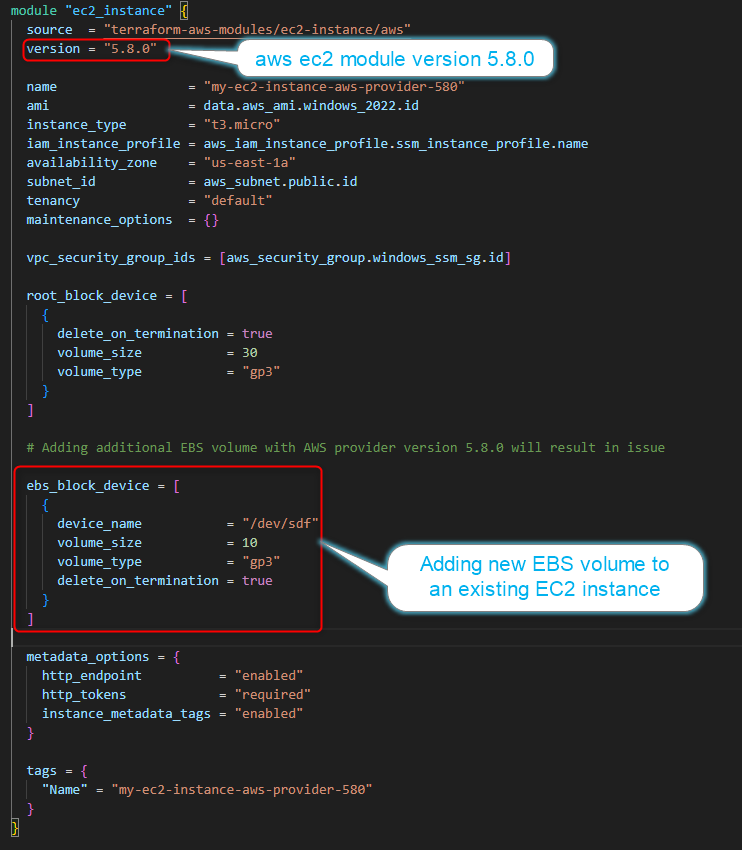 module "ec2_instance" {
source  = "terraform-aws-modules/ec2-instance/aws"
version = "5.8.0"
aws ec2 module version 5.8.0
name                 = "my-ec2-instance-aws-provider-580"
ami                  = data.aws_ami.windows_2022.id
instance_type        = "t3.micro"
iam_instance_profile = aws_iam_instance_profile.ssm_instance_profile.name
availability_zone    = "us-east-1a"
subnet_id            = aws_subnet.public.id
tenancy              = "default"
maintenance_options  = {}
vpc_security_group_ids = [aws_security_group.windows_ssm_sg.id]
root_block_device = [
{
delete_on_termination = true
volume_size           = 30
volume_type           = "gp3"
}
]
# Adding additional EBS volume with AWS provider version 5.8.0 will result in issue
ebs_block_device = [
{
device_name           = "/dev/sdf"
volume_size           = 10
volume_type           = "gp3"
delete_on_termination = true
}
]
Adding new EBS volume to
an existing EC2 instance
metadata_options = {
http_endpoint          = "enabled"
http_tokens            = "required"
instance_metadata_tags = "enabled"
}
tags = {
"Name" = "my-ec2-instance-aws-provider-580"
}
}